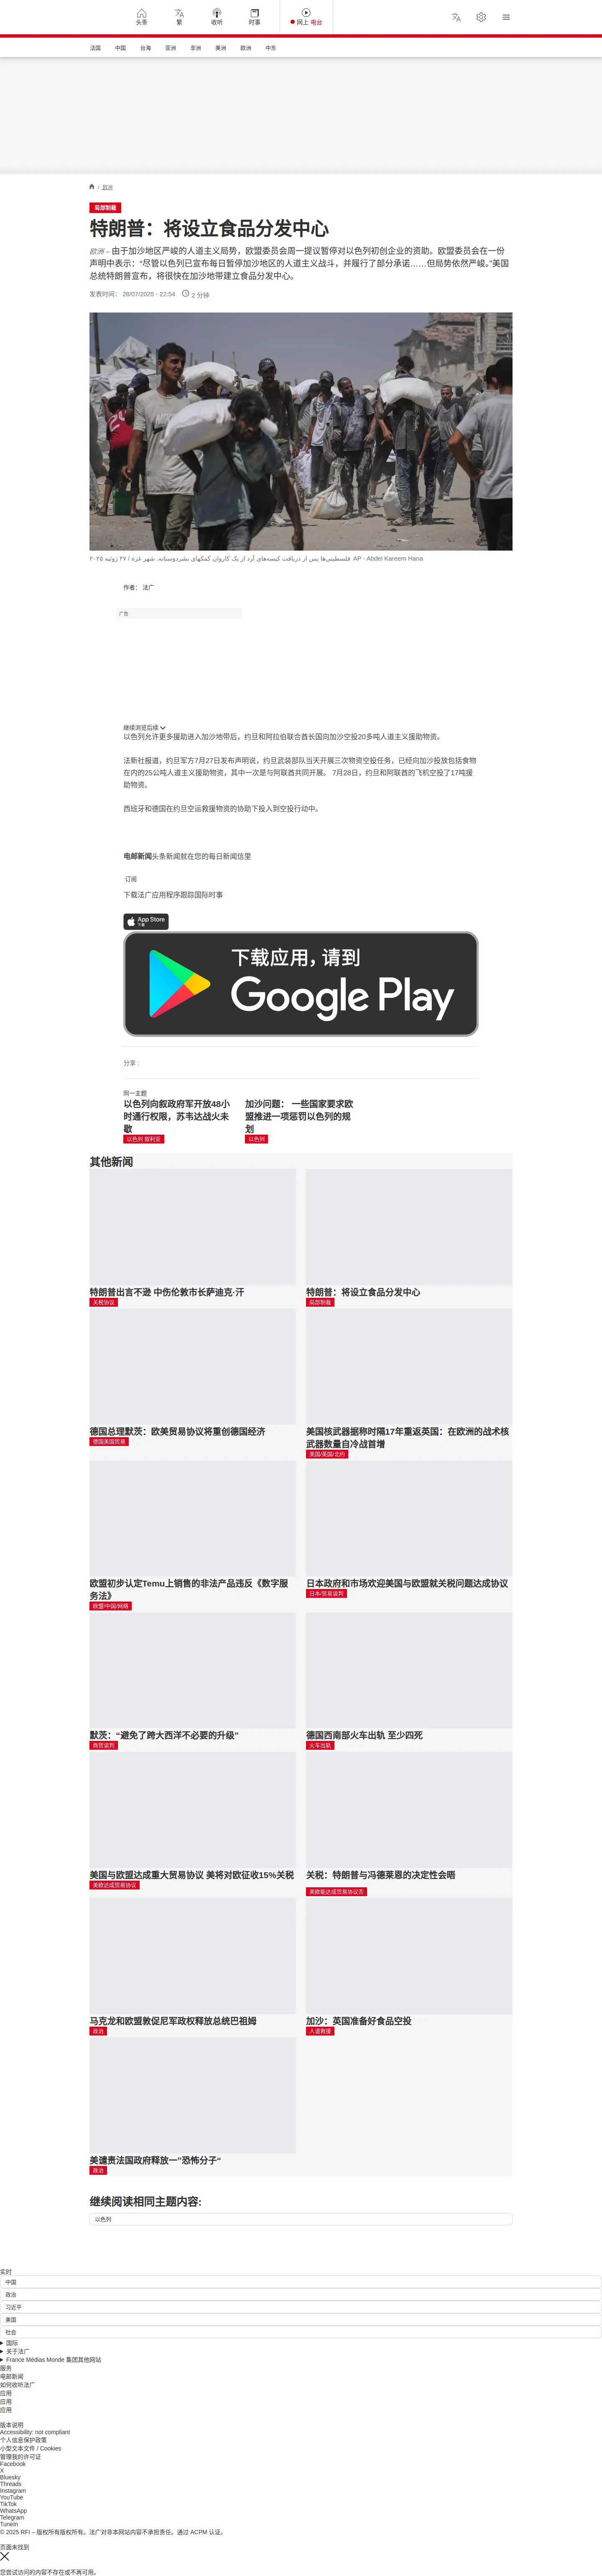 头条
繁
收听
时事
网上 电台
法国
中国
台海
亚洲
非洲
美洲
欧洲
中东
/ 欧洲
局部制裁
特朗普：将设立食品分发中心
欧洲 – 由于加沙地区严峻的人道主义局势，欧盟委员会周一提议暂停对以色列初创企业的资助。欧盟委员会在一份
声明中表示：“尽管以色列已宣布每日暂停加沙地区的人道主义战斗，并履行了部分承诺……但局势依然严峻。”美国
总统特朗普宣布，将很快在加沙地带建立食品分发中心。
发表时间： 28/07/2025 - 22:54
2 分钟
فلسطینی‌ها پس از دریافت کیسه‌های آرد از یک کاروان کمکهای بشردوستانه. شهر غزه / ۲۷ ژوئیه ۲۰۲۵ AP - Abdel Kareem Hana
作者： 法广
广告
继续浏览后续
以色列允许更多援助进入加沙地带后，约旦和阿拉伯联合酋长国向加沙空投20多吨人道主义援助物资。
法新社报道，约旦军方7月27日发布声明说，约旦武装部队当天开展三次物资空投任务，已经向加沙投放包括食物
在内的25公吨人道主义援助物资，其中一次是与阿联酋共同开展。 7月28日，约旦和阿联酋的飞机空投了17吨援
助物资。
西班牙和德国在约旦空运救援物资的协助下投入到空投行动中。
电邮新闻头条新闻就在您的每日新闻信里
订阅
下载法广应用程序跟踪国际时事
App Store
下载
下载应用，请到
Google Play
分享 :
同一主题
以色列向叙政府军开放48小
时通行权限，苏韦达战火未
歇
以色列 叙利亚
加沙问题： 一些国家要求欧
盟推进一项惩罚以色列的规
划
以色列
其他新闻
特朗普出言不逊 中伤伦敦市长萨迪克·汗
关税协议
特朗普：将设立食品分发中心
局部制裁
德国总理默茨：欧美贸易协议将重创德国经济
德国美国贸易
美国核武器据称时隔17年重返英国：在欧洲的战术核
武器数量自冷战首增
美国/英国/北约
欧盟初步认定Temu上销售的非法产品违反《数字服
务法》
欧盟/中国/网络
日本政府和市场欢迎美国与欧盟就关税问题达成协议
日本/贸易谈判
默茨：“避免了跨大西洋不必要的升级”
商贸谈判
德国西南部火车出轨 至少四死
火车出轨
美国与欧盟达成重大贸易协议 美将对欧征收15%关税
美欧达成贸易协议
关税：特朗普与冯德莱恩的决定性会晤
美欧能达成贸易协议否
马克龙和欧盟敦促尼军政权释放总统巴祖姆
政治
加沙：英国准备好食品空投
人道救援
美谴责法国政府释放一"恐怖分子“
政治
继续阅读相同主题内容:
以色列
实时
中国
政治
习近平
美国
社会
国际
关于法广
France Médias Monde 集团其他网站
服务
电邮新闻
如何收听法广
应用
应用
应用
版本说明
Accessibility: not compliant
个人信息保护政策
小型文本文件 / Cookies
管理我的许可证
Facebook
X
Bluesky
Threads
Instagram
YouTube
TikTok
WhatsApp
Telegram
TuneIn
© 2025 RFI – 版权所有版权所有。法广对非本网站内容不承担责任。通过 ACPM 认证。
页面未找到
您尝试访问的内容不存在或不再可用。